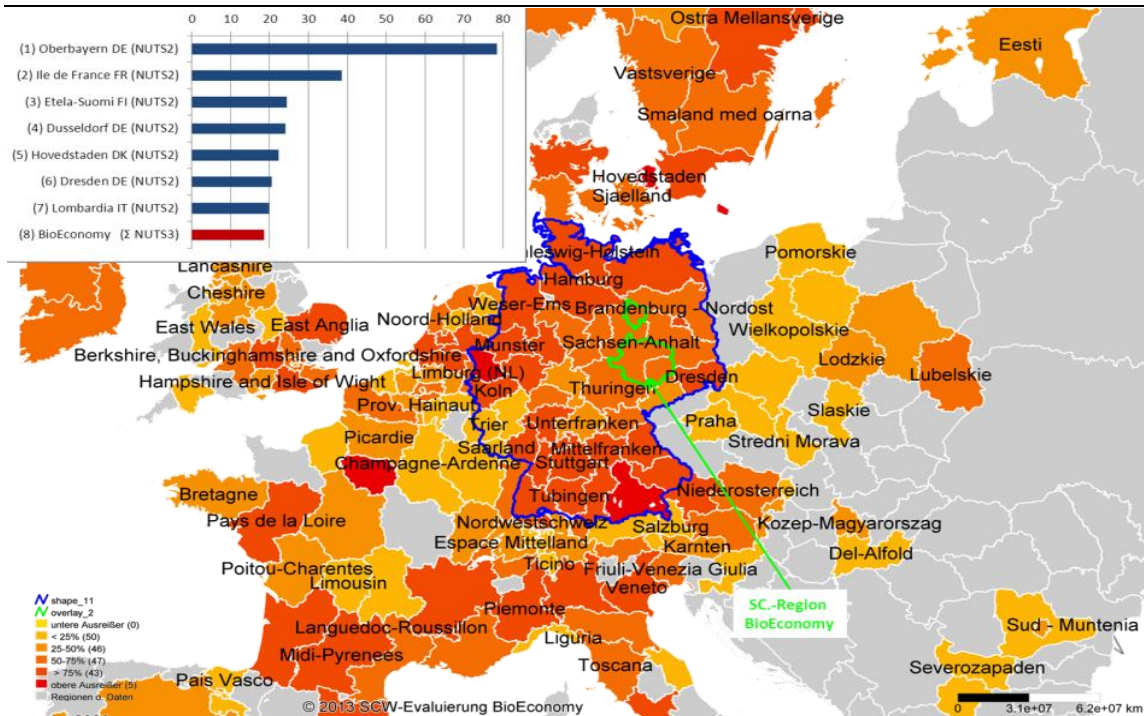 0 10 20 30 40 50 60 70 80
(1) Oberbayern DE (NUTS2)
(2) Ile de France FR (NUTS2)
(3) Etela-Suomi FI (NUTS2)
(4) Dusseldorf DE (NUTS2)
(5) Hovedstaden DK (NUTS2)
(6) Dresden DE (NUTS2)
(7) Lombardia IT (NUTS2)
(8) BioEconomy (Σ NUTS3)
Ostra Mellansverige
Eesti
Vastsverige
Smaland med oarna
Hovedstaden
Sjaelland
Pomorskie
Lancashire
Cheshire
East Wales
East Anglia
Berkshire, Buckinghamshire and Oxfordshire
Hampshire and Isle of Wight
Noord-Holland
leswig-Holstein
Hamburg
Weser-Ems
Brandenburg - Nordost
Munster
Sachsen-Anhalt
Limburg (NL)
Koln
Thuringen
Dresden
Wielkopolskie
Lodzkie
Lubelskie
Slaskie
Praha
Stredni Morava
Prov. Hainaut
Trier
Unterfranken
Picardie
Saarland
Mittelfranken
Champagne-Ardenne
Stuttgart
Tubingen
Niederosterreich
Bretagne
Pays de la Loire
Nordwestschweiz
Salzburg
Kozep-Magyarorszag
Espace Mittelland
Karnten
Del-Alfold
Poitou-Charentes
Ticino
Friuli-Venezia Giulia
Limousin
Veneto
Piemonte
Languedoc-Roussillon
Liguria
Midi-Pyrenees
Toscana
Pais Vasco
Sud - Muntenia
Severozapaden
SC.-Region
BioEconomy
shape_11
overlay_2
untere Ausreißer (0)
< 25% (50)
25-50% (46)
50-75% (47)
> 75% (43)
obere Ausreißer (5)
Regionen o. Daten
© 2013 SCW-Evaluierung BioEconomy
0 3.1e+07 6.2e+07 km